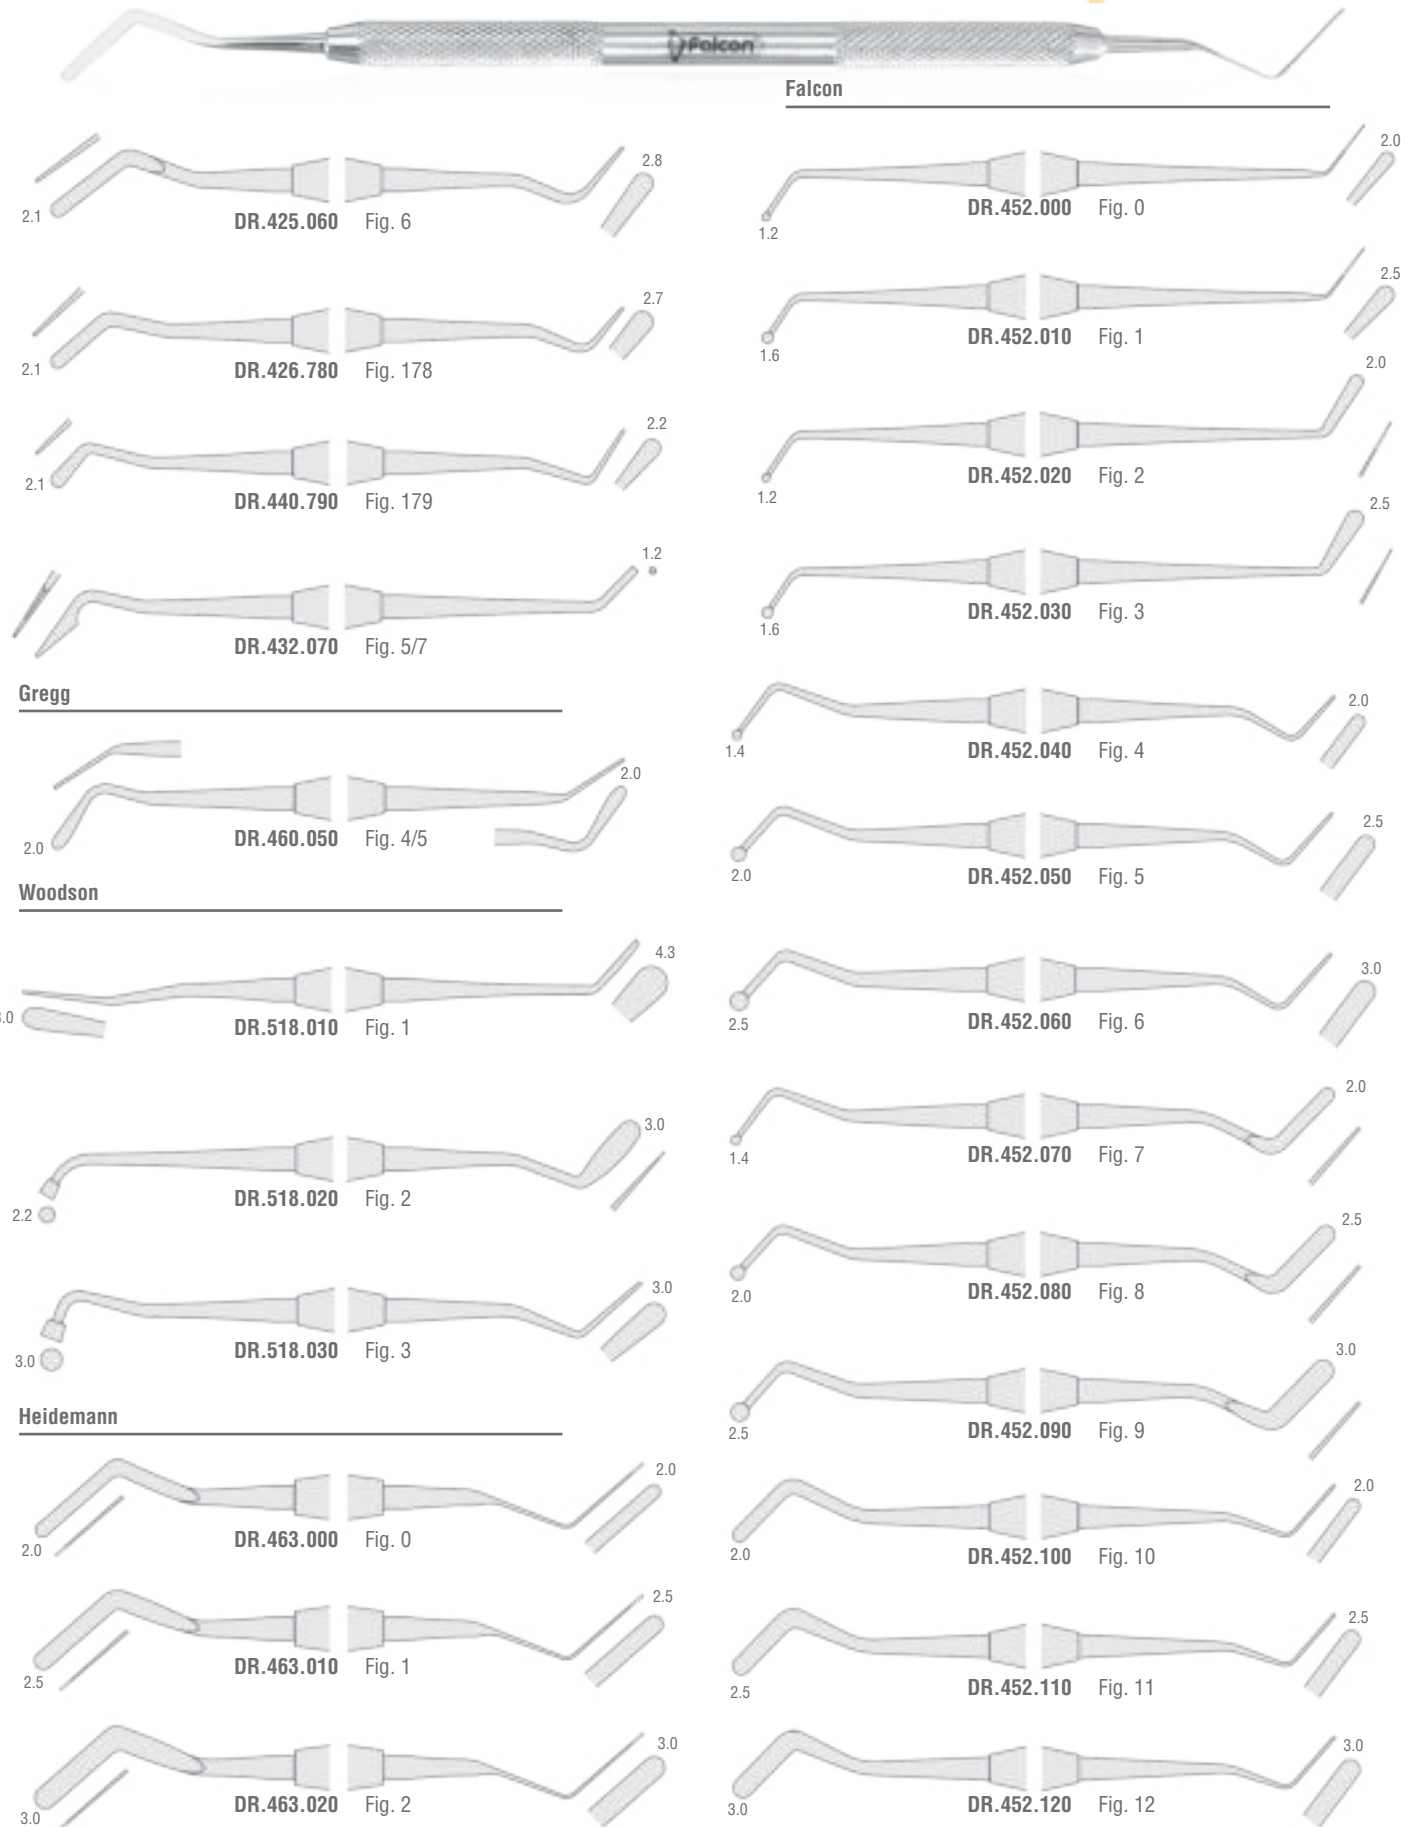 Falcon
2.1
2.8
DR.425.060 Fig. 6
2.7
2.1
DR.426.780 Fig. 178
2.2
2.1
DR.440.790 Fig. 179
1.2
DR.432.070 Fig. 5/7
Gregg
2.0
2.0
DR.460.050 Fig. 4/5
Woodson
4.3
3.0
DR.518.010 Fig. 1
3.0
2.2
DR.518.020 Fig. 2
3.0
3.0
DR.518.030 Fig. 3
Heidemann
2.0
2.0
DR.463.000 Fig. 0
2.5
2.5
DR.463.010 Fig. 1
3.0
3.0
DR.463.020 Fig. 2
Falcon
2.0
1.2
DR.452.000 Fig. 0
2.5
1.6
DR.452.010 Fig. 1
2.0
1.2
DR.452.020 Fig. 2
2.5
1.6
DR.452.030 Fig. 3
2.0
1.4
DR.452.040 Fig. 4
2.5
2.0
DR.452.050 Fig. 5
3.0
2.5
DR.452.060 Fig. 6
2.0
1.4
DR.452.070 Fig. 7
2.5
2.0
DR.452.080 Fig. 8
3.0
2.5
DR.452.090 Fig. 9
2.0
2.0
DR.452.100 Fig. 10
2.5
2.5
DR.452.110 Fig. 11
3.0
3.0
DR.452.120 Fig. 12